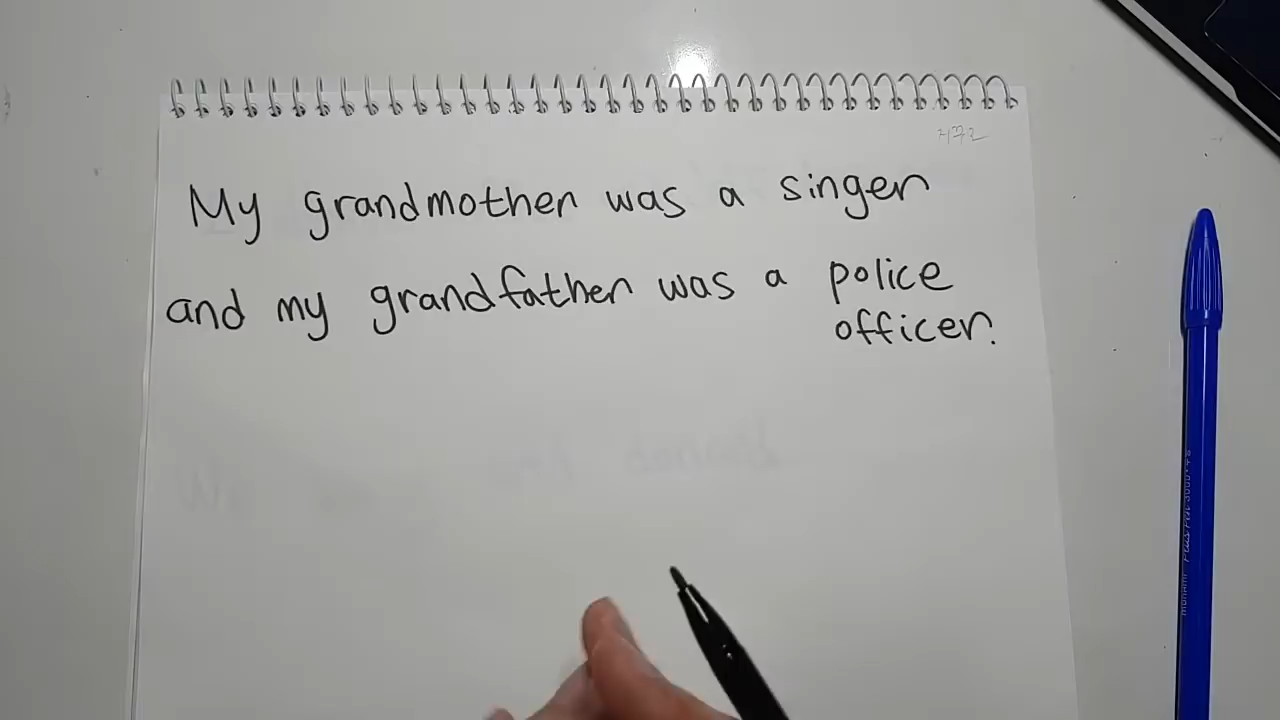 My grandmother was a singer
and my grandfather was a police
officer.